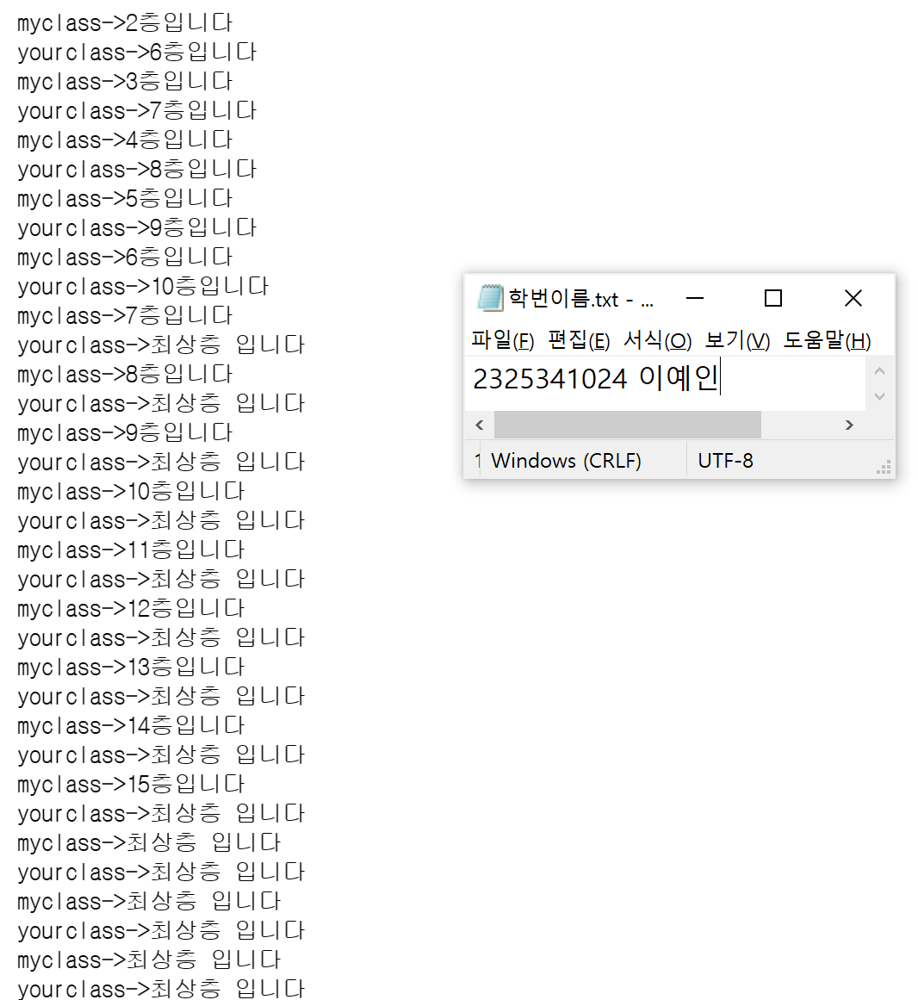 myclass->2층입니다
yourclass->6층입니다
myclass->3층입니다
yourclass->7층입니다
myclass->4층입니다
yourclass->8층입니다
myclass->5층입니다
yourclass->9층입니다
myclass->6층입니다
yourclass->10층입니다
myclass->7층입니다
yourclass->최상층 입니다
myclass->8층입니다
yourclass->최상층 입니다
myclass->9층입니다
yourclass->최상층 입니다
myclass->10층입니다
yourclass->최상층 입니다
myclass->11층입니다
yourclass->최상층 입니다
myclass->12층입니다
yourclass->최상층 입니다
myclass->13층입니다
yourclass->최상층 입니다
myclass->14층입니다
yourclass->최상층 입니다
myclass->15층입니다
yourclass->최상층 입니다
myclass->최상층 입니다
yourclass->최상층 입니다
myclass->최상층 입니다
yourclass->최상층 입니다
myclass->최상층 입니다
yourclass->최상층 입니다
학번이름.txt - ...
파일(F) 편집(E) 서식(O) 보기(V) 도움말(H)
2325341024 이예인
1 Windows (CRLF) UTF-8